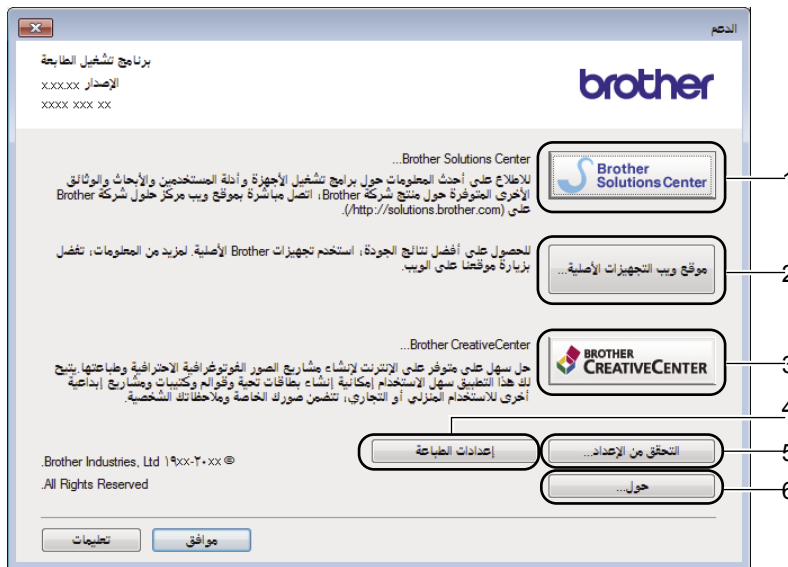 الدعم
برنامج تشغيل الطابعة
الإصدار x.xx.xx
xxxx xxx xx
brother
Brother Solutions Center...
للاطلاع على أحدث المعلومات حول برامج تشغيل الأجهزة وأدلة المستخدمين والأبحاث والوثائق
الأخرى المتوفرة حول منتج شركة Brother، اتصل مباشرة بموقع ويب مركز حلول شركة Brother
على (http://solutions.brother.com/).
Brother
Solutions Center
1
للحصول على أفضل نتائج الجودة، استخدم تجهيزات Brother الأصلية. لمزيد من المعلومات، تفضل
بزيارة موقعنا على الويب.
موقع ويب التجهيزات الأصلية...
2
Brother CreativeCenter...
حل سهل على متوفر على الإنترنت لإنشاء مشاريع الصور الفوتوغرافية الاحترافية وطباعتها.يتيح
لك هذا التطبيق سهل الاستخدام إمكانية إنشاء بطاقات تحية وقوالم وكتيبات ومشاريع إبداعية
أخرى للاستخدام المنزلي أو التجاري، تتضمن صورك الخاصة وملاحظاتك الشخصية.
BROTHER
CREATIVECENTER
3
4
إعدادات الطباعة
التحقق من الإعداد...
5
حول...
6
© ١٩xx-٢٠xx Brother Industries, Ltd.
All Rights Reserved.
موافق
تعليمات